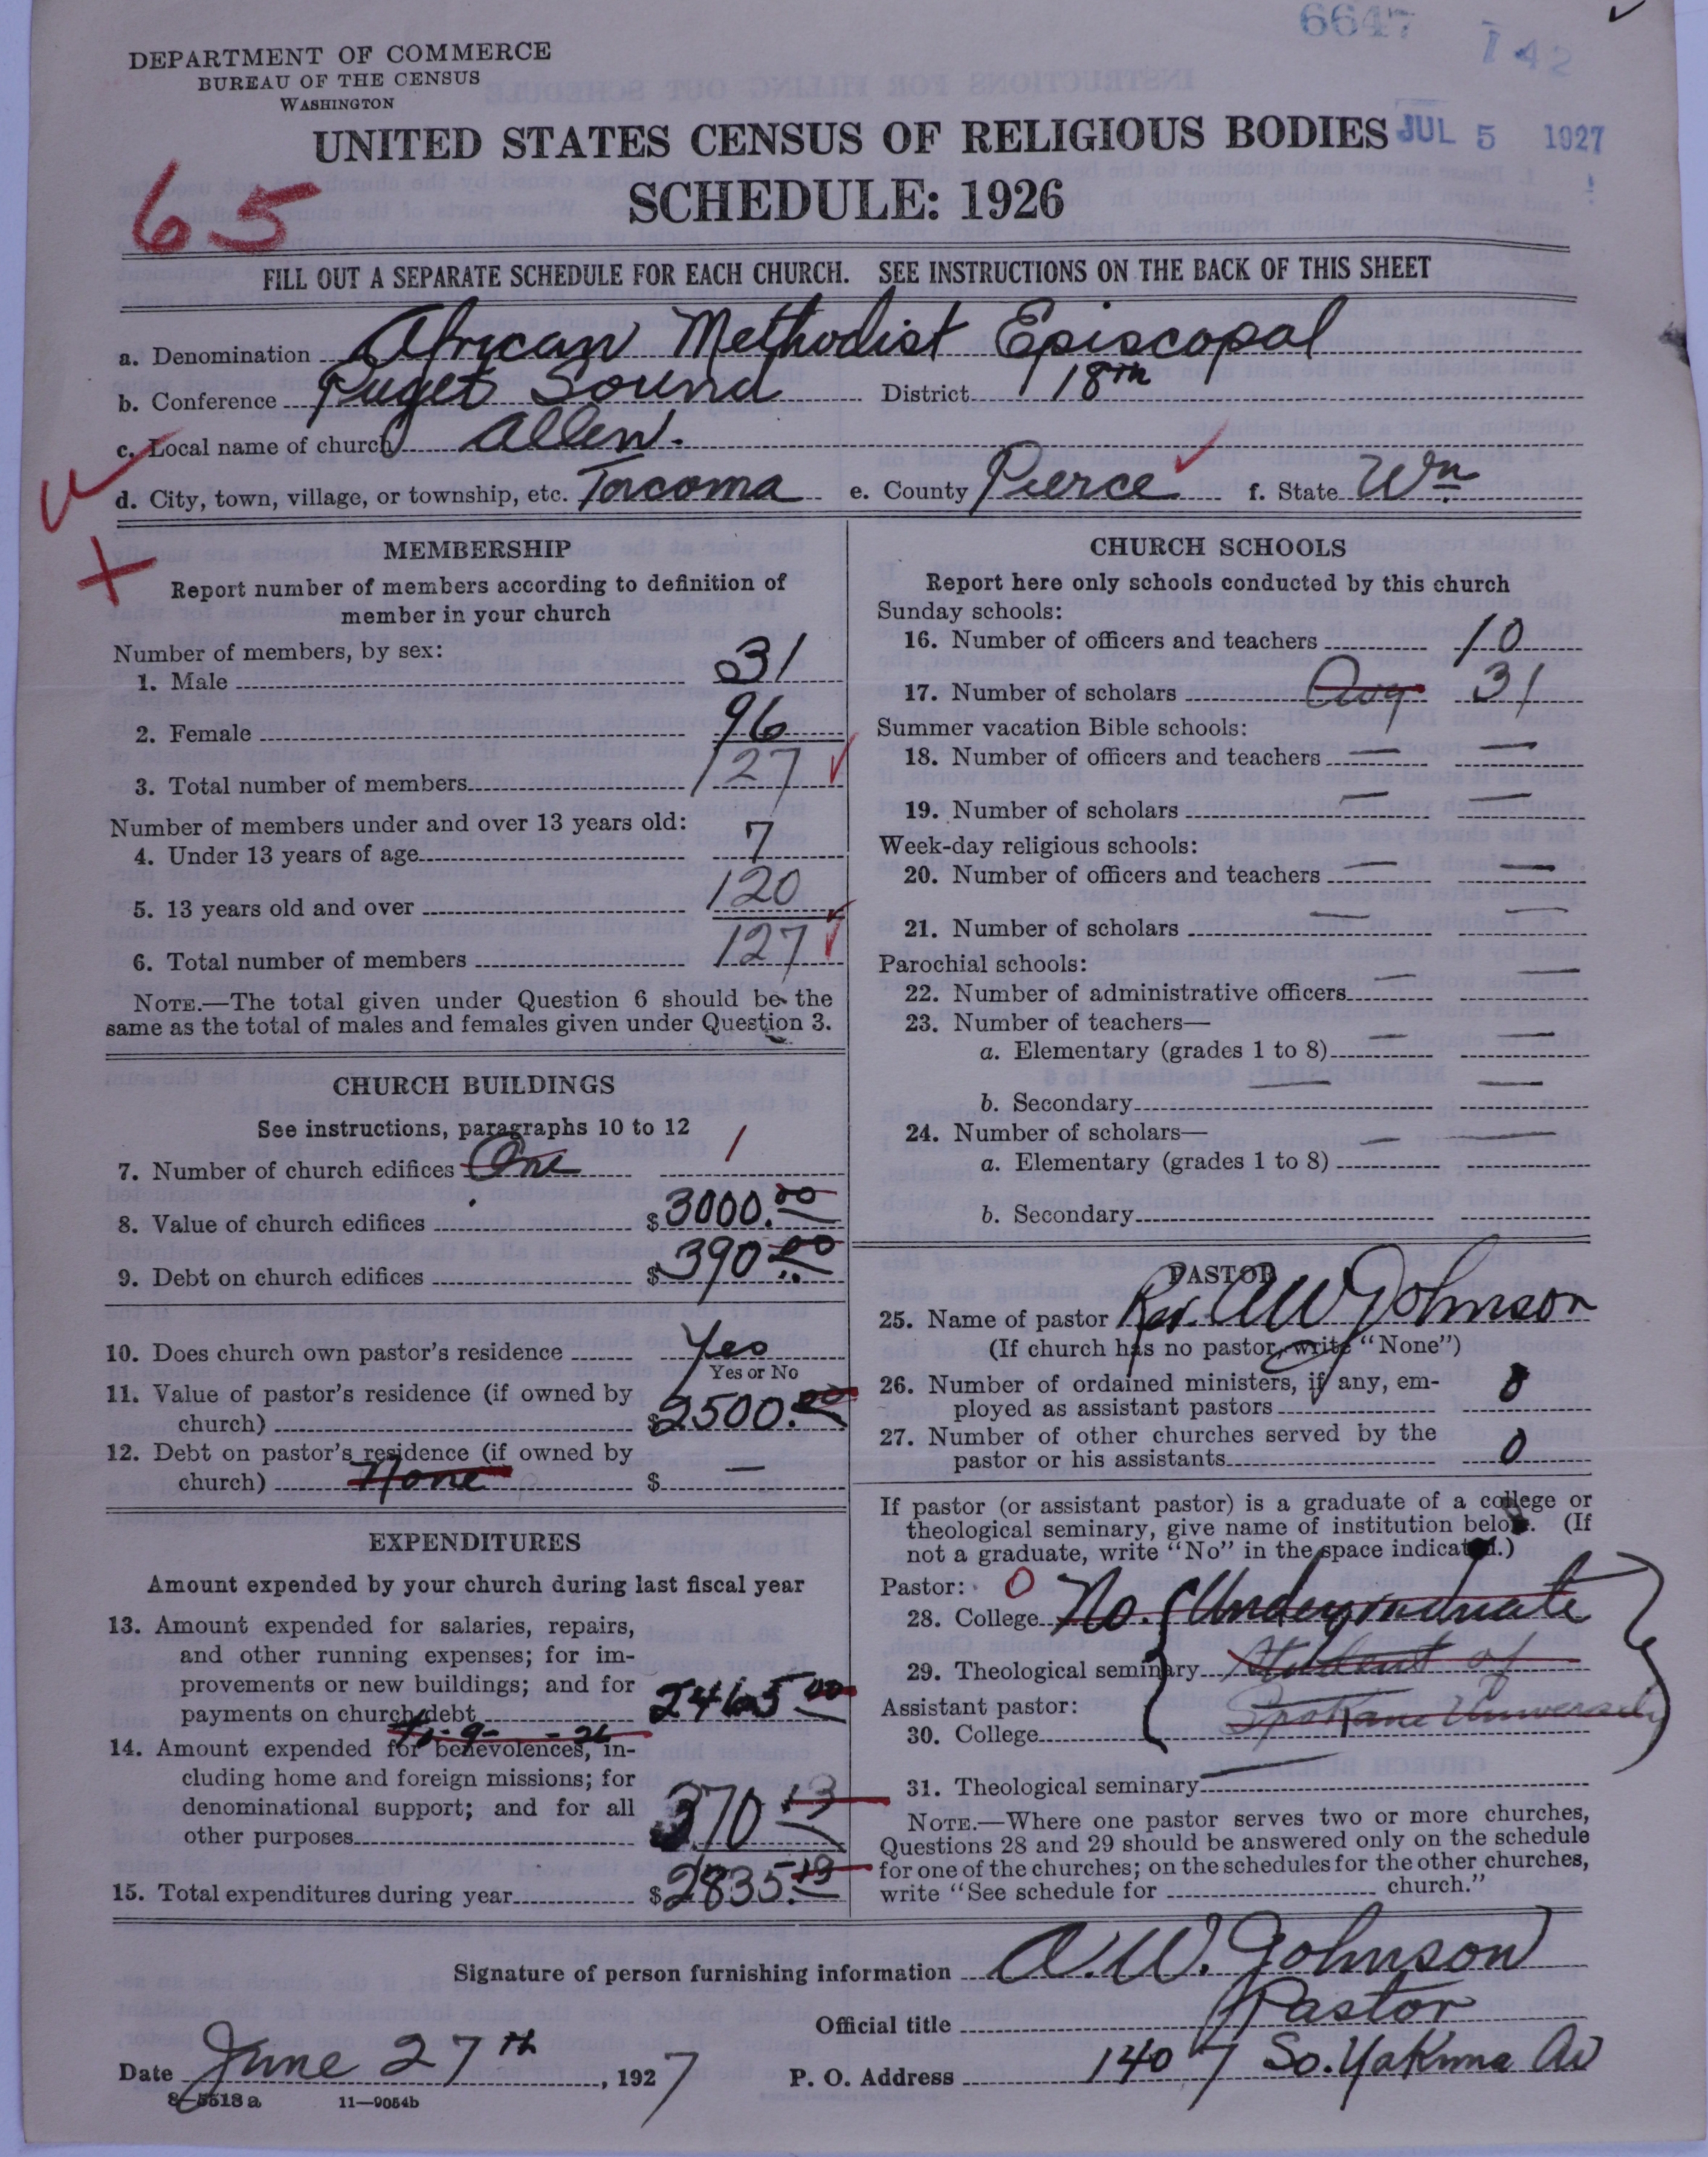 6647 142
DEPARTMENT OF COMMERCE
BUREAU OF THE CENSUS
WASHINGTON
UNITED STATES CENSUS OF RELIGIOUS BODIES
JUL 5 1927
SCHEDULE: 1926
65
FILL OUT A SEPARATE SCHEDULE FOR EACH CHURCH. SEE INSTRUCTIONS ON THE BACK OF THIS SHEET
a. Denomination African Methodist Episcopal
b. Conference Puget Sound District 18th
c. Local name of church Allen.
d. City, town, village, or township, etc. Tacoma e. County Pierce f. State Wn
MEMBERSHIP
Report number of members according to definition of
member in your church
Number of members, by sex:
1. Male 31
2. Female 96
3. Total number of members 127
Number of members under and over 13 years old:
4. Under 13 years of age 7
5. 13 years old and over 120
6. Total number of members 127
NOTE.—The total given under Question 6 should be the
same as the total of males and females given under Question 3.
CHURCH BUILDINGS
See instructions, paragraphs 10 to 12
7. Number of church edifices One 1
8. Value of church edifices $3000.00
9. Debt on church edifices $390.00
10. Does church own pastor's residence Yes
Yes or No
11. Value of pastor's residence (if owned by
church) $2500.00
12. Debt on pastor's residence (if owned by
church) None $ —
EXPENDITURES
Amount expended by your church during last fiscal year
13. Amount expended for salaries, repairs,
and other running expenses; for im-
provements or new buildings; and for
payments on church debt 2465 00
14. Amount expended for benevolences, in-
cluding home and foreign missions; for
denominational support; and for all
other purposes 370 13
15. Total expenditures during year $2835.13
CHURCH SCHOOLS
Report here only schools conducted by this church
Sunday schools:
16. Number of officers and teachers 10
17. Number of scholars Avg 31
Summer vacation Bible schools:
18. Number of officers and teachers — —
19. Number of scholars — —
Week-day religious schools:
20. Number of officers and teachers — —
21. Number of scholars — —
Parochial schools:
22. Number of administrative officers — —
23. Number of teachers—
a. Elementary (grades 1 to 8) — —
b. Secondary — —
24. Number of scholars—
a. Elementary (grades 1 to 8) — —
b. Secondary
PASTOR
25. Name of pastor Rev. A W Johnson
(If church has no pastor, write "None")
26. Number of ordained ministers, if any, em-
ployed as assistant pastors 0
27. Number of other churches served by the
pastor or his assistants 0
If pastor (or assistant pastor) is a graduate of a college or
theological seminary, give name of institution below. (If
not a graduate, write "No" in the space indicated.)
Pastor: 0
28. College No. (Undergraduate
29. Theological seminary Student of
Assistant pastor:
30. College Spokane University)
31. Theological seminary —
NOTE.—Where one pastor serves two or more churches,
Questions 28 and 29 should be answered only on the schedule
for one of the churches; on the schedules for the other churches,
write "See schedule for church."
Signature of person furnishing information A. W. Johnson
Official title Pastor
Date June 27th, 1927 P. O. Address 1407 So. Yakima Av
8—5518a 11—9054b